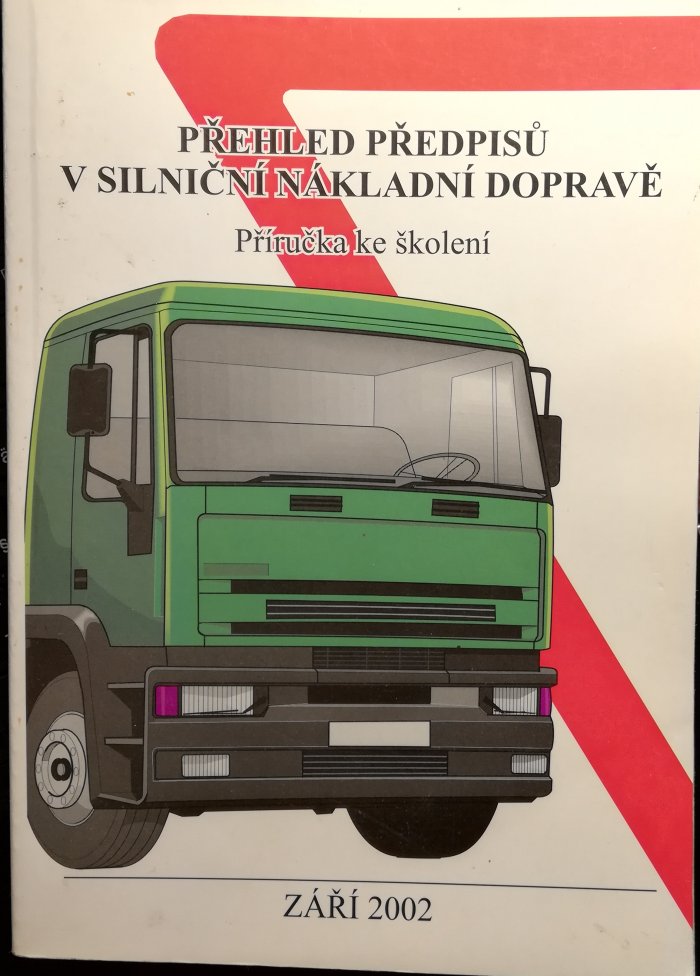 PŘEHLED PŘEDPISŮ
V SILNIČNÍ NÁKLADNÍ DOPRAVĚ
Příručka ke školení
ZÁŘÍ 2002